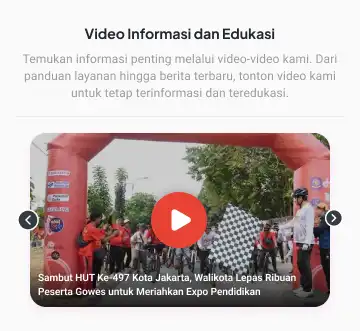 Video Informasi dan Edukasi
Temukan informasi penting melalui video-video kami. Dari
panduan layanan hingga berita terbaru, tonton video kami
untuk tetap terinformasi dan teredukasi.
Sambut HUT Ke-497 Kota Jakarta, Walikota Lepas Ribuan
Peserta Gowes untuk Meriahkan Expo Pendidikan